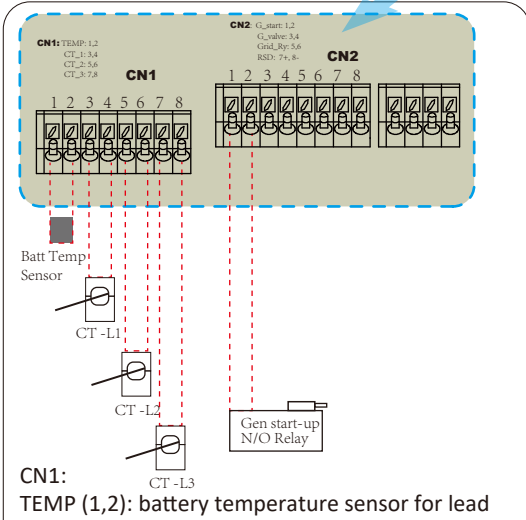 CN1: TEMP: 1,2
CT_1: 3,4
CT_2: 5,6
CT_3: 7,8
CN1
1 2 3 4 5 6 7 8
CN2: G_start: 1,2
G_valve: 3,4
Grid_Ry: 5,6
RSD: 7+, 8-
CN2
1 2 3 4 5 6 7 8
Batt Temp
Sensor
CT -L1
CT -L2
CT -L3
Gen start-up
N/O Relay
CN1:
TEMP (1,2): battery temperature sensor for lead